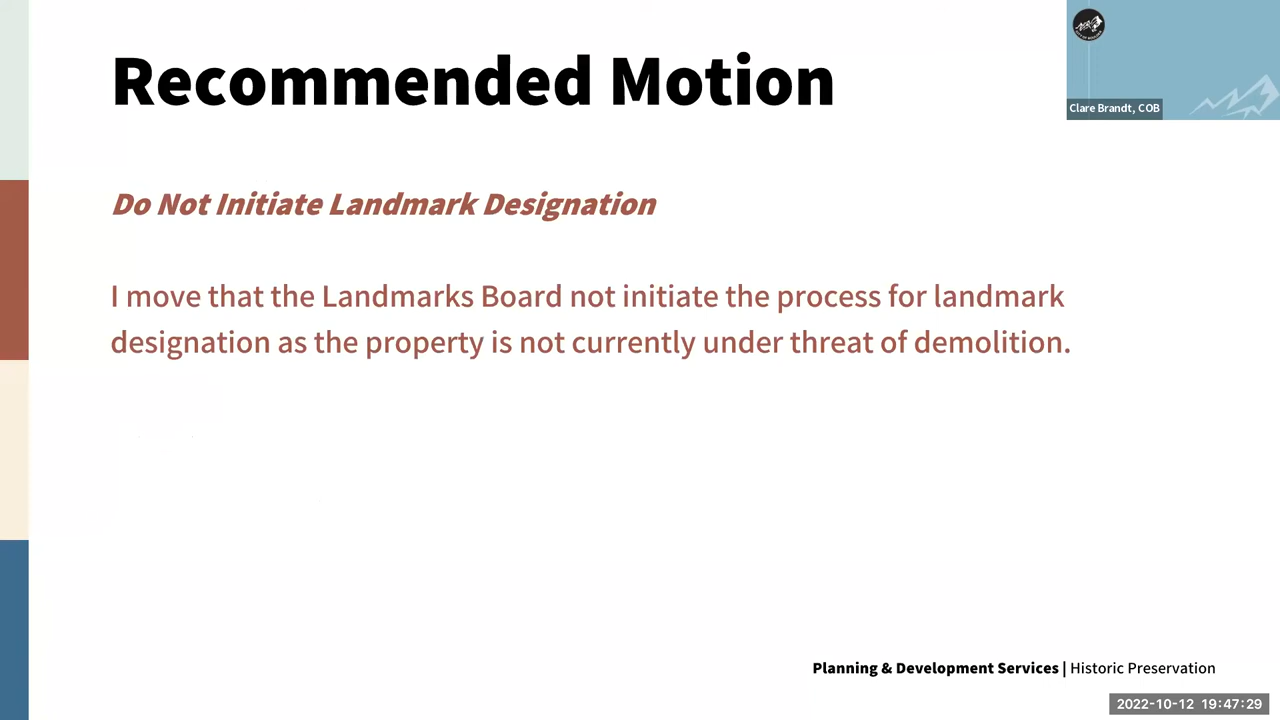 Recommended Motion
Clare Brandt, COB
Do Not Initiate Landmark Designation
I move that the Landmarks Board not initiate the process for landmark
designation as the property is not currently under threat of demolition.
Planning & Development Services | Historic Preservation
2022-10-12 19:47:29